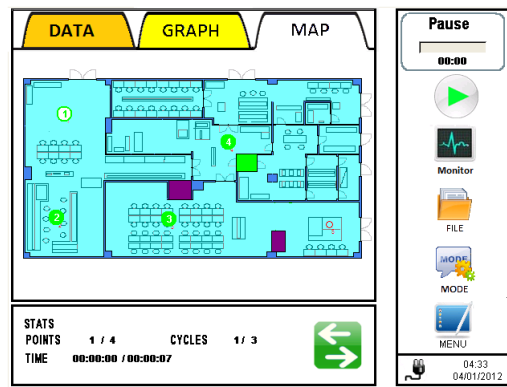 DATA GRAPH MAP
1
4
2
3
STATS
POINTS 1 / 4 CYCLES 1/ 3
TIME 00:00:00 / 00:00:07
Pause
00:00
Monitor
FILE
MODE
MODE
MENU
04:33
04/01/2012